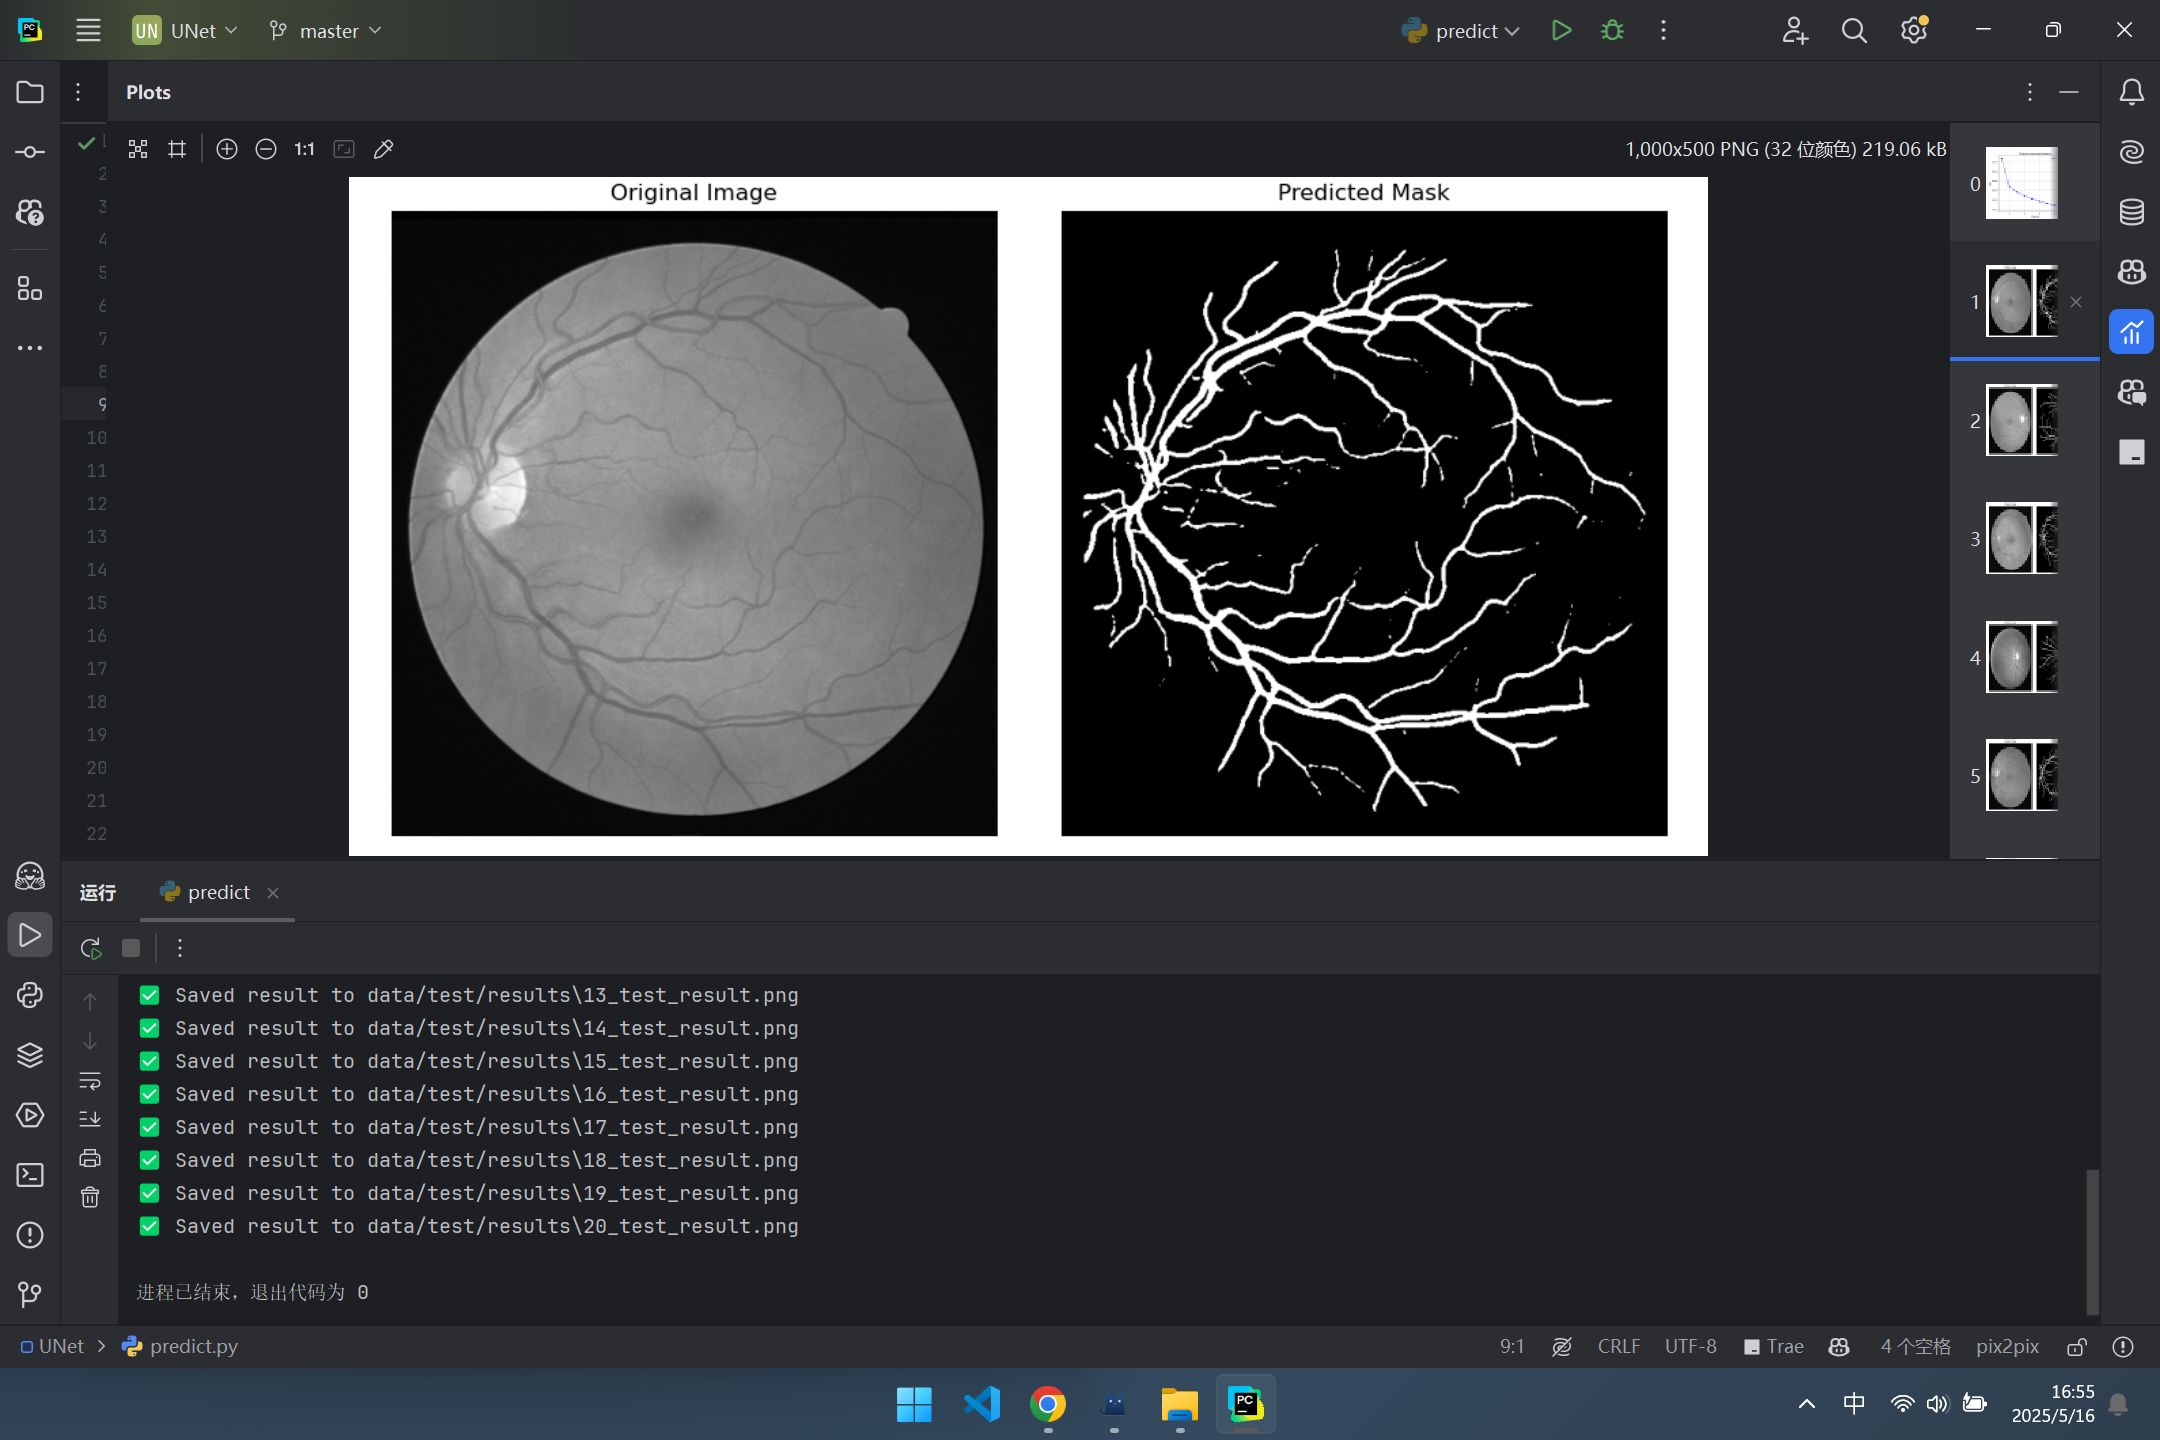 UN UNet master predict
Plots
1:1
1,000x500 PNG (32 位颜色) 219.06 kB
Original Image
Predicted Mask
0
1
2
3
4
5
2
3
4
5
6
7
8
9
10
11
12
13
14
15
16
17
18
19
20
21
22
运行 predict
Saved result to data/test/results\13_test_result.png
Saved result to data/test/results\14_test_result.png
Saved result to data/test/results\15_test_result.png
Saved result to data/test/results\16_test_result.png
Saved result to data/test/results\17_test_result.png
Saved result to data/test/results\18_test_result.png
Saved result to data/test/results\19_test_result.png
Saved result to data/test/results\20_test_result.png
进程已结束，退出代码为 0
UNet > predict.py
9:1 CRLF UTF-8 Trae 4 个空格 pix2pix
PC
中
16:55
2025/5/16